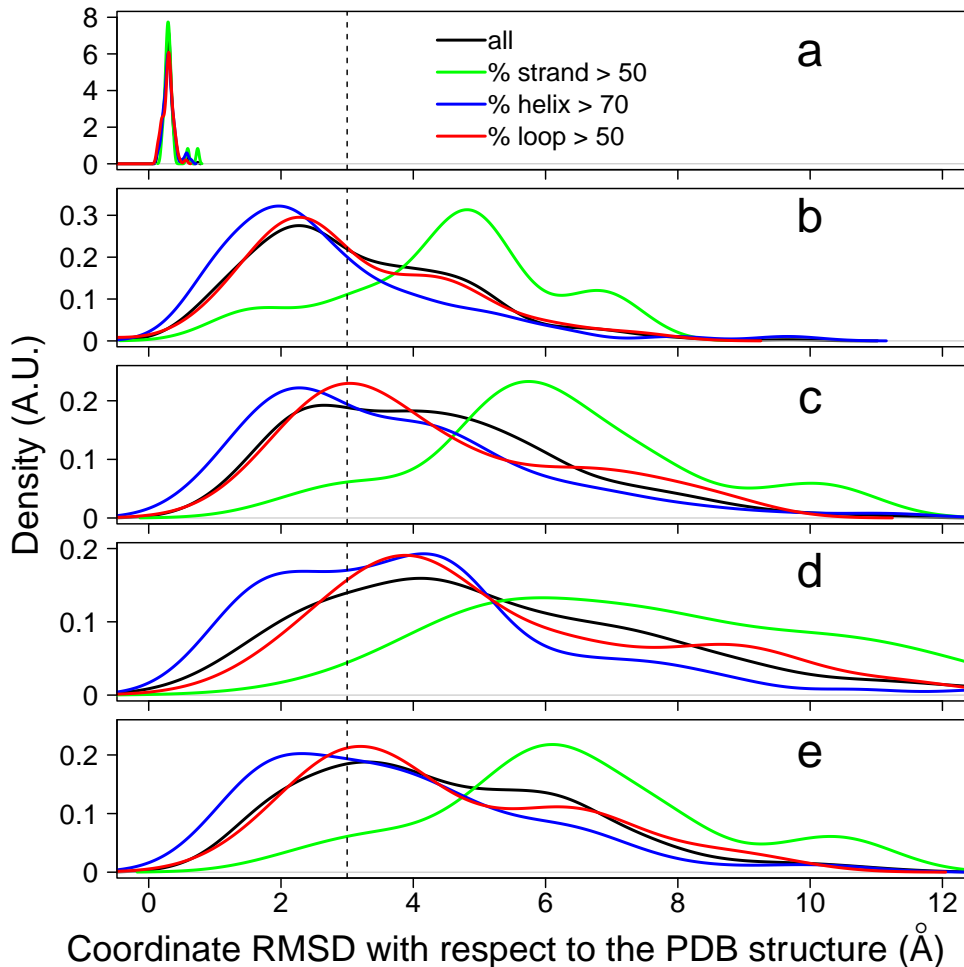 8
6
4
2
0
all
% strand > 50
% helix > 70
% loop > 50
a
0.3
0.2
0.1
0
b
0.2
0.1
0
c
0.2
0.1
0
d
0.2
0.1
0
e
0 2 4 6 8 10 12
Density (A.U.)
Coordinate RMSD with respect to the PDB structure (Å)